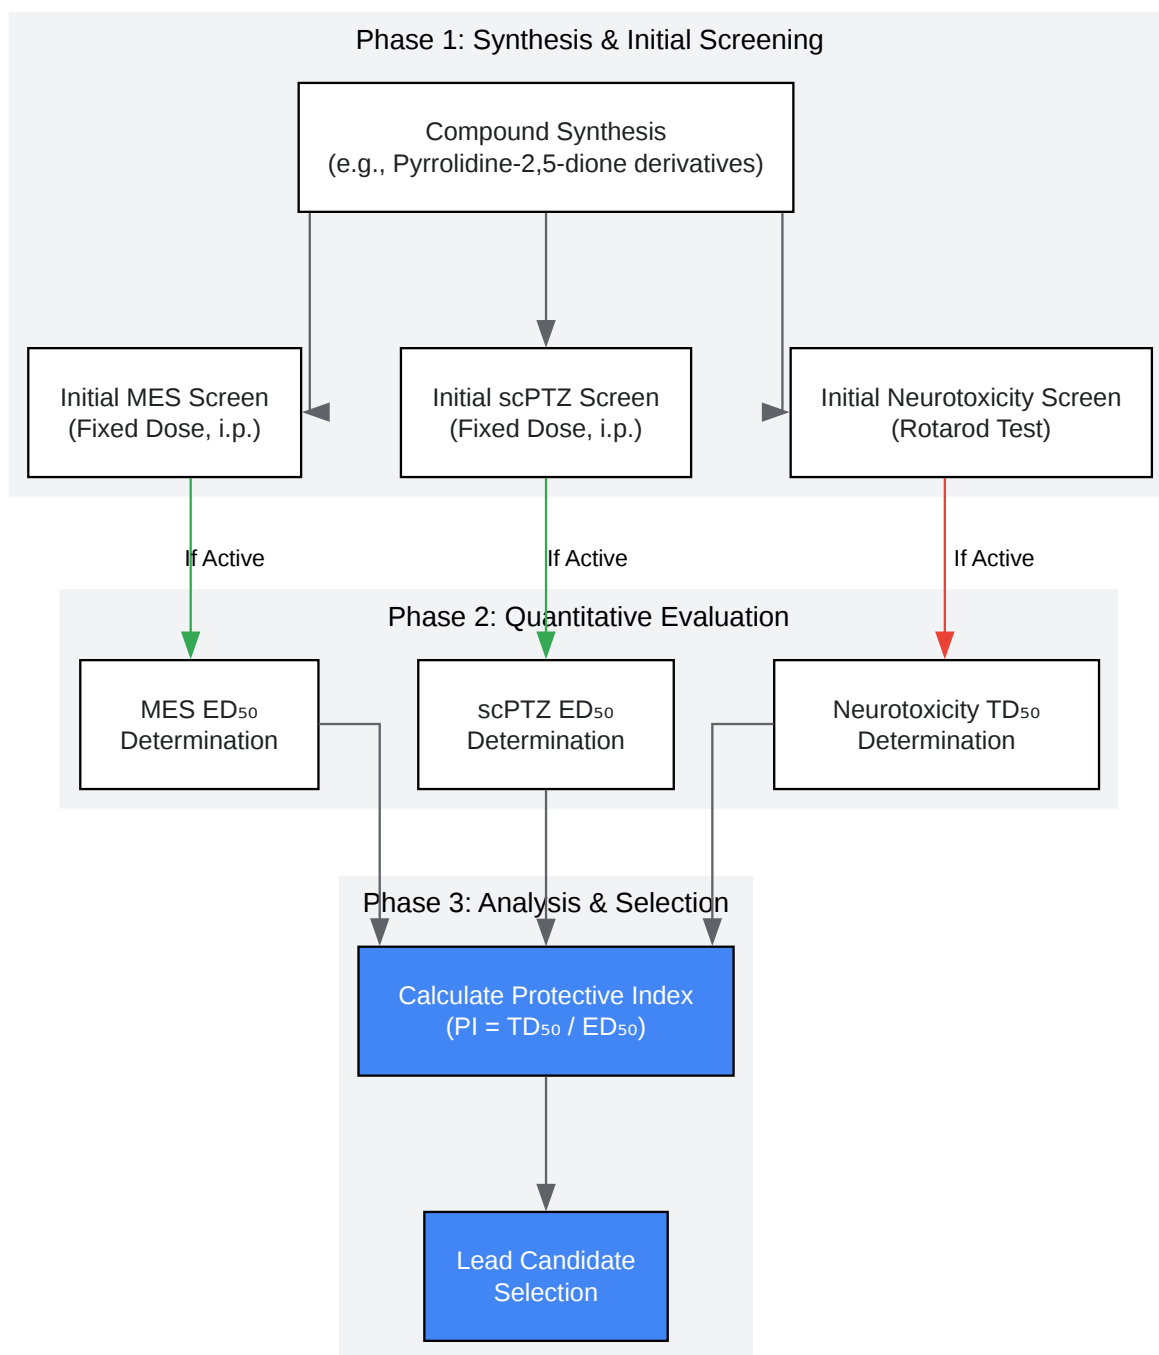 Phase 1: Synthesis & Initial Screening
Compound Synthesis
(e.g., Pyrrolidine-2,5-dione derivatives)
Initial MES Screen
(Fixed Dose, i.p.)
Initial scPTZ Screen
(Fixed Dose, i.p.)
Initial Neurotoxicity Screen
(Rotarod Test)
If Active
If Active
If Active
Phase 2: Quantitative Evaluation
MES ED₅₀
Determination
scPTZ ED₅₀
Determination
Neurotoxicity TD₅₀
Determination
Phase 3: Analysis & Selection
Calculate Protective Index
(PI = TD₅₀ / ED₅₀)
Lead Candidate
Selection